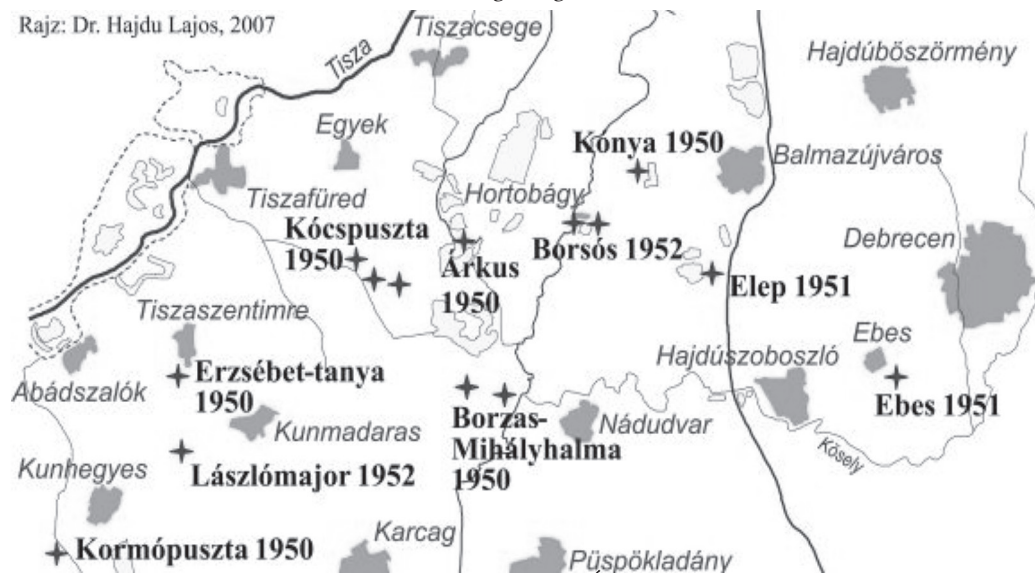 Rajz: Dr. Hajdu Lajos, 2007
Tiszacsege
Tisza
Hajdúböszörmény
Egyek
Kónya 1950
Balmazújváros
Tiszafüred
Hortobágy
Kócspuszta
1950
Árkus
1950
Borsós 1952
Debrecen
Elep 1951
Tiszaszentimre
Ebes
Hajdúszoboszló
Abádszalók
Erzsébet-tanya
1950
Ebes 1951
Kunmadaras
Borzas-
Mihályhalma
1950
Nádudvar
Kösely
Kunhegyes
Lászlómajor 1952
Karcag
Kormópuszta 1950
Püspökladány